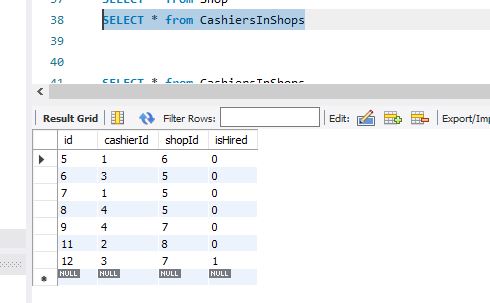 37 SELECT * from Shop
38 SELECT * from CashiersInShops
39
40
41 SELECT * from CashiersInShops
Result Grid Filter Rows: Edit: Export/Imp
id cashierId shopId isHired
5 1 6 0
6 3 5 0
7 1 5 0
8 4 5 0
9 4 7 0
11 2 8 0
12 3 7 1
NULL NULL NULL NULL